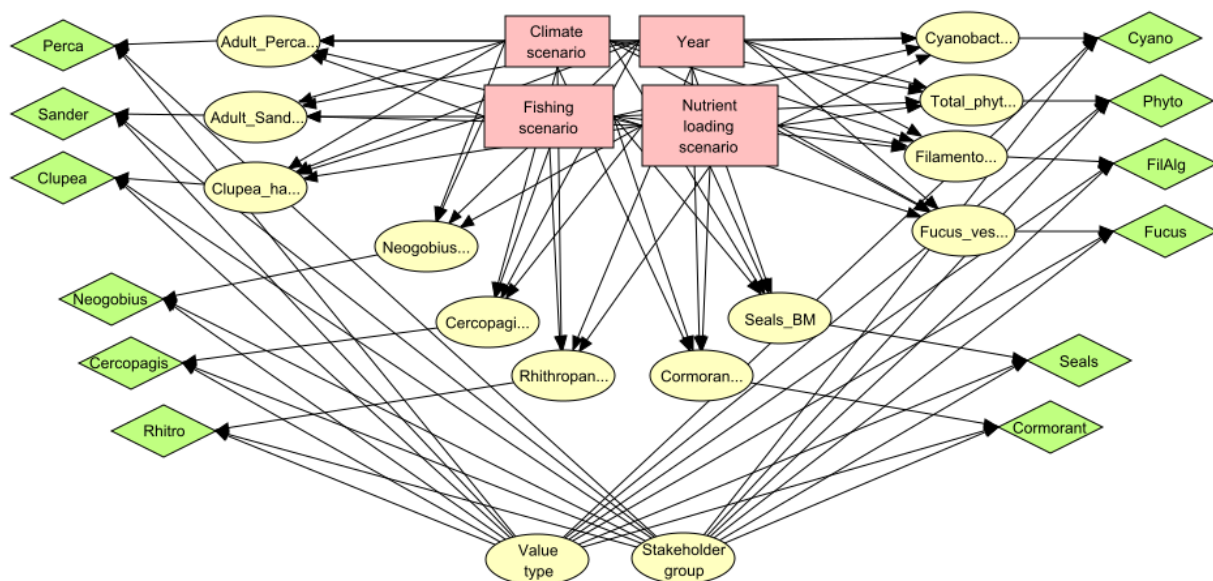 Perca
Adult_Perca...
Climate
scenario
Year
Cyanobact...
Cyano
Sander
Adult_Sand...
Fishing
scenario
Nutrient
loading
scenario
Total_phyt...
Phyto
Clupea
Clupea_ha...
Filamento...
FilAlg
Neogobius...
Fucus_ves...
Fucus
Neogobius
Cercopagi...
Seals_BM
Cercopagis
Rhithropan...
Cormoran...
Seals
Rhitro
Cormorant
Value
type
Stakeholder
group